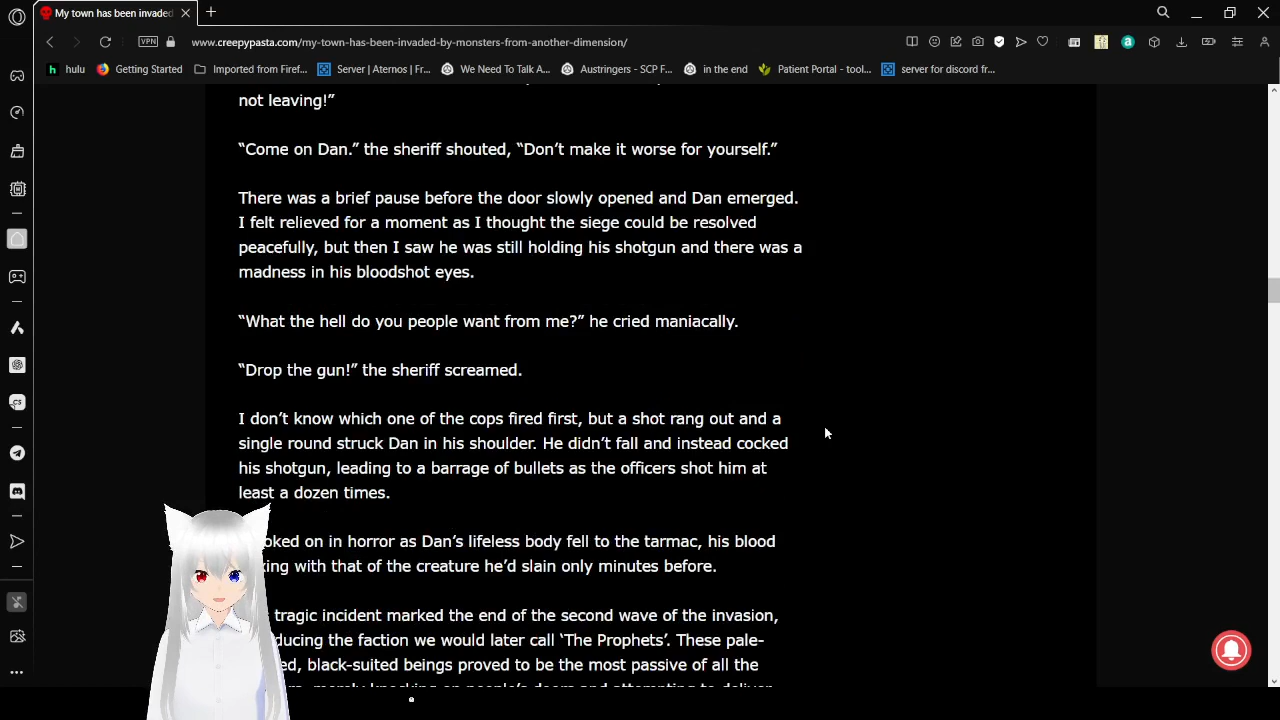 My town has been invaded
VPN
www.creepypasta.com/my-town-has-been-invaded-by-monsters-from-another-dimension/
hulu
Getting Started
Imported from Firef...
Server | Aternos | Fr...
We Need To Talk A...
Austringers - SCP F...
in the end
Patient Portal - tool...
server for discord fr...
not leaving!”
“Come on Dan.” the sheriff shouted, “Don’t make it worse for yourself.”
There was a brief pause before the door slowly opened and Dan emerged.
I felt relieved for a moment as I thought the siege could be resolved
peacefully, but then I saw he was still holding his shotgun and there was a
madness in his bloodshot eyes.
“What the hell do you people want from me?” he cried maniacally.
“Drop the gun!” the sheriff screamed.
I don’t know which one of the cops fired first, but a shot rang out and a
single round struck Dan in his shoulder. He didn’t fall and instead cocked
his shotgun, leading to a barrage of bullets as the officers shot him at
least a dozen times.
oked on in horror as Dan’s lifeless body fell to the tarmac, his blood
ing with that of the creature he’d slain only minutes before.
tragic incident marked the end of the second wave of the invasion,
ducing the faction we would later call ‘The Prophets’. These pale-
ed, black-suited beings proved to be the most passive of all the
merely knocking on people’s doors and attempting to deliver